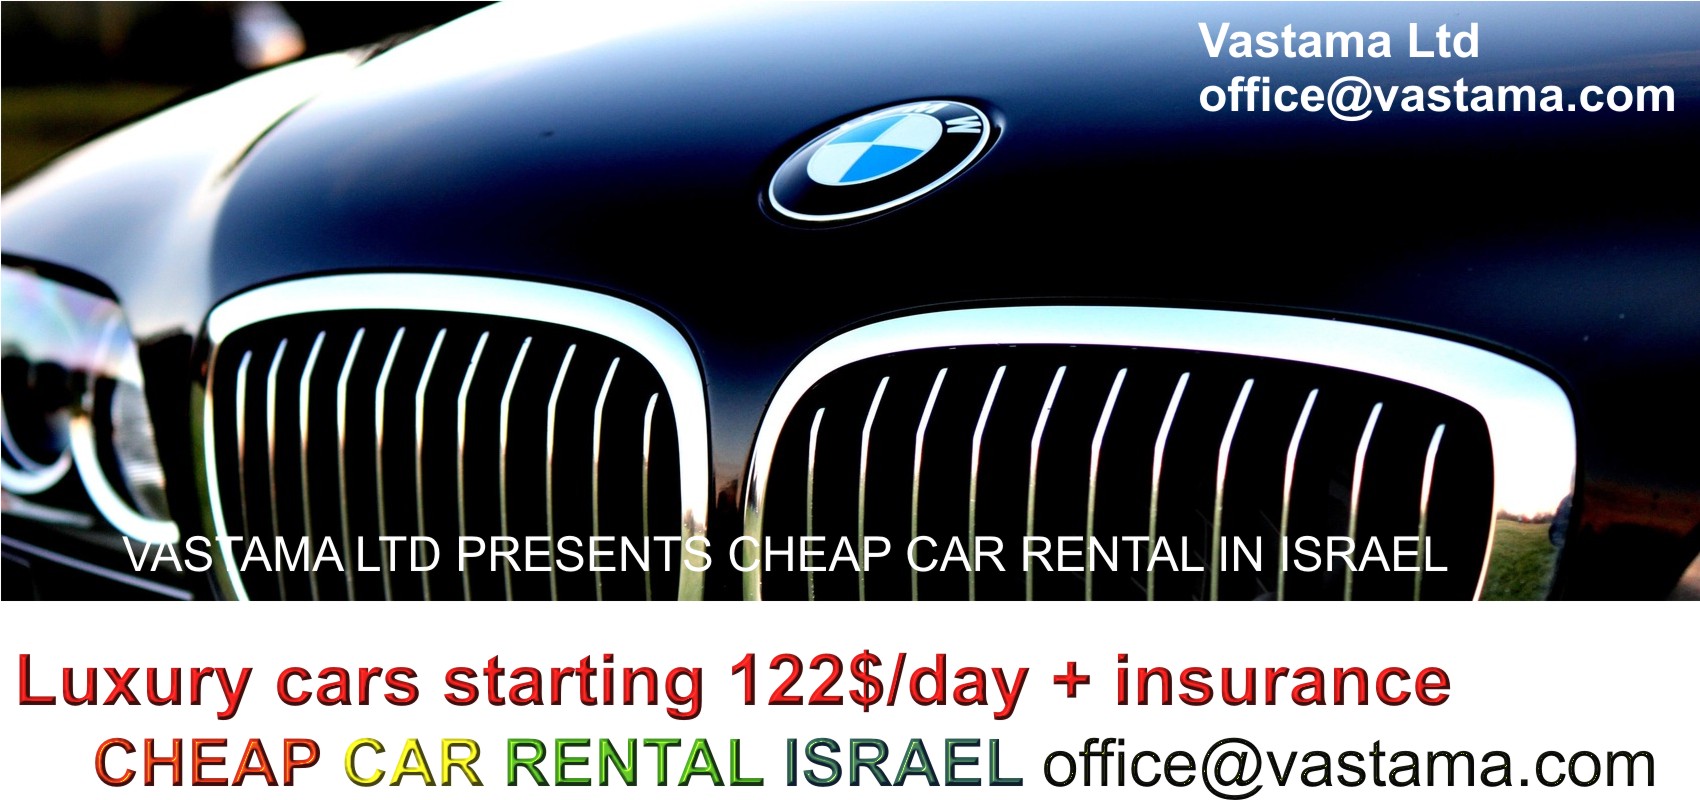 Vastama Ltd
office@vastama.com
M W
VASTAMA LTD PRESENTS CHEAP CAR RENTAL IN ISRAEL
Luxury cars starting 122$/day + insurance
CHEAP CAR RENTAL ISRAEL office@vastama.com